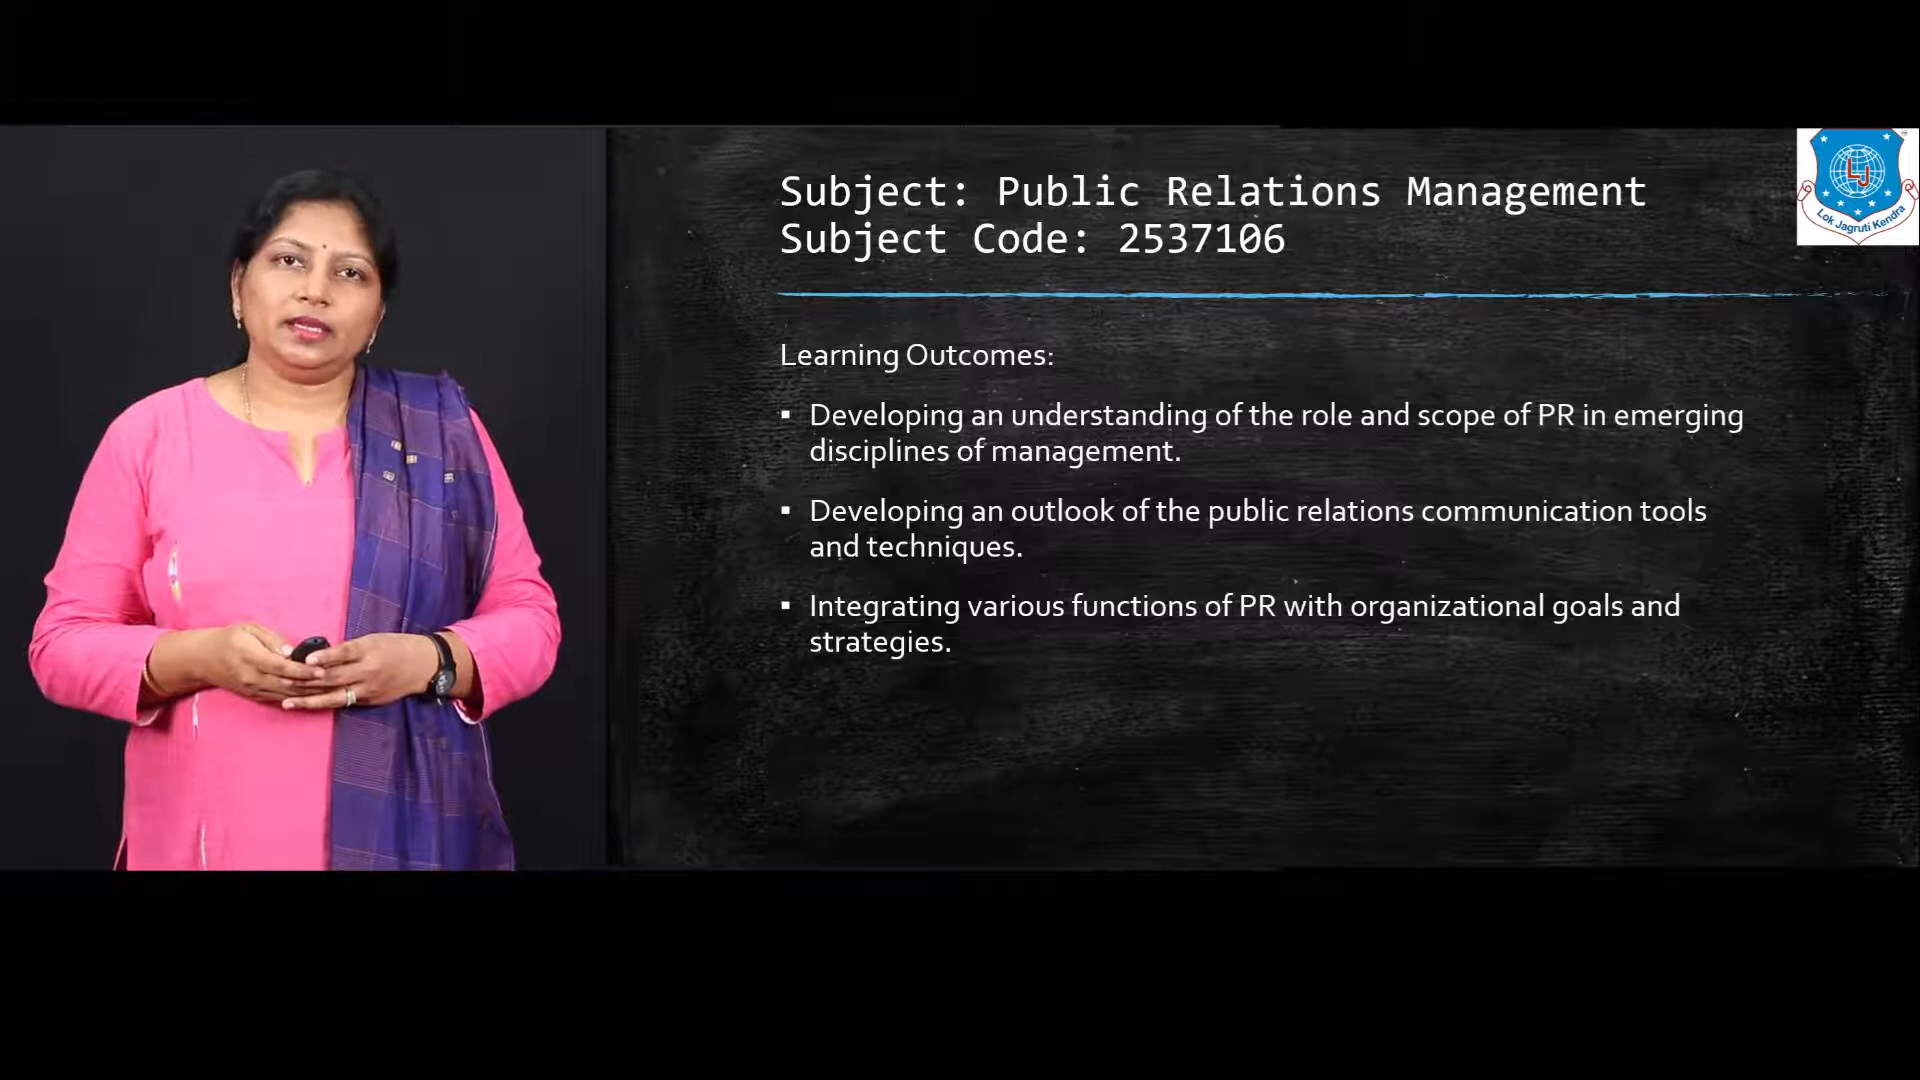 Subject: Public Relations Management
Subject Code: 2537106
LJ
Lok Jagruti Kendra
Learning Outcomes:
▪ Developing an understanding of the role and scope of PR in emerging
disciplines of management.
▪ Developing an outlook of the public relations communication tools
and techniques.
▪ Integrating various functions of PR with organizational goals and
strategies.